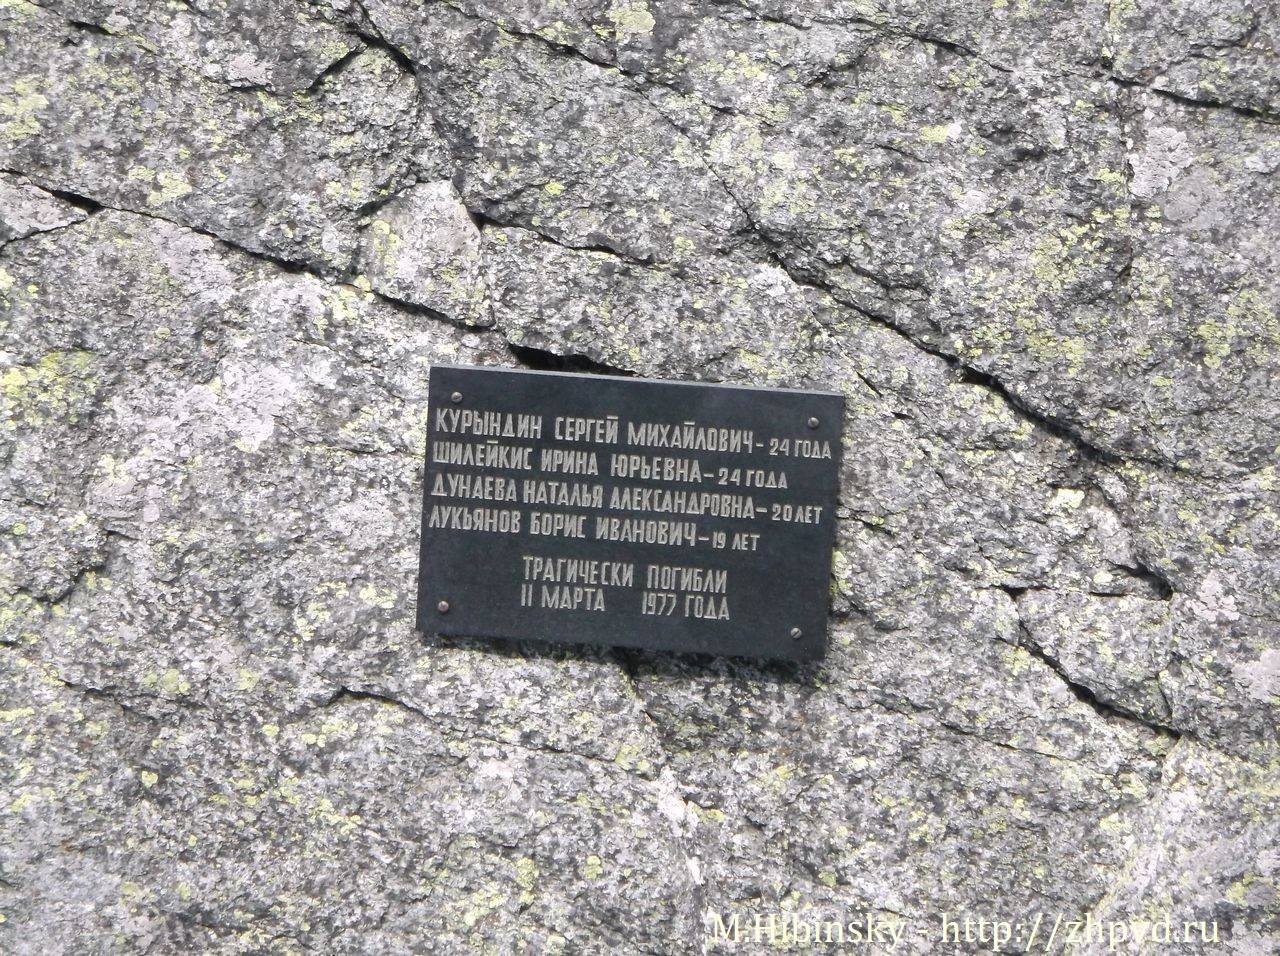 КУРЫНДИН СЕРГЕЙ МИХАЙЛОВИЧ - 24 ГОДА
ШИЛЕЙКИС ИРИНА ЮРЬЕВНА - 24 ГОДА
ДУНАЕВА НАТАЛЬЯ АЛЕКСАНДРОВНА - 20 ЛЕТ
ЛУКЬЯНОВ БОРИС ИВАНОВИЧ - 19 ЛЕТ
ТРАГИЧЕСКИ ПОГИБЛИ
11 МАРТА 1977 ГОДА
M.Hibinsky - http://zhpvd.ru